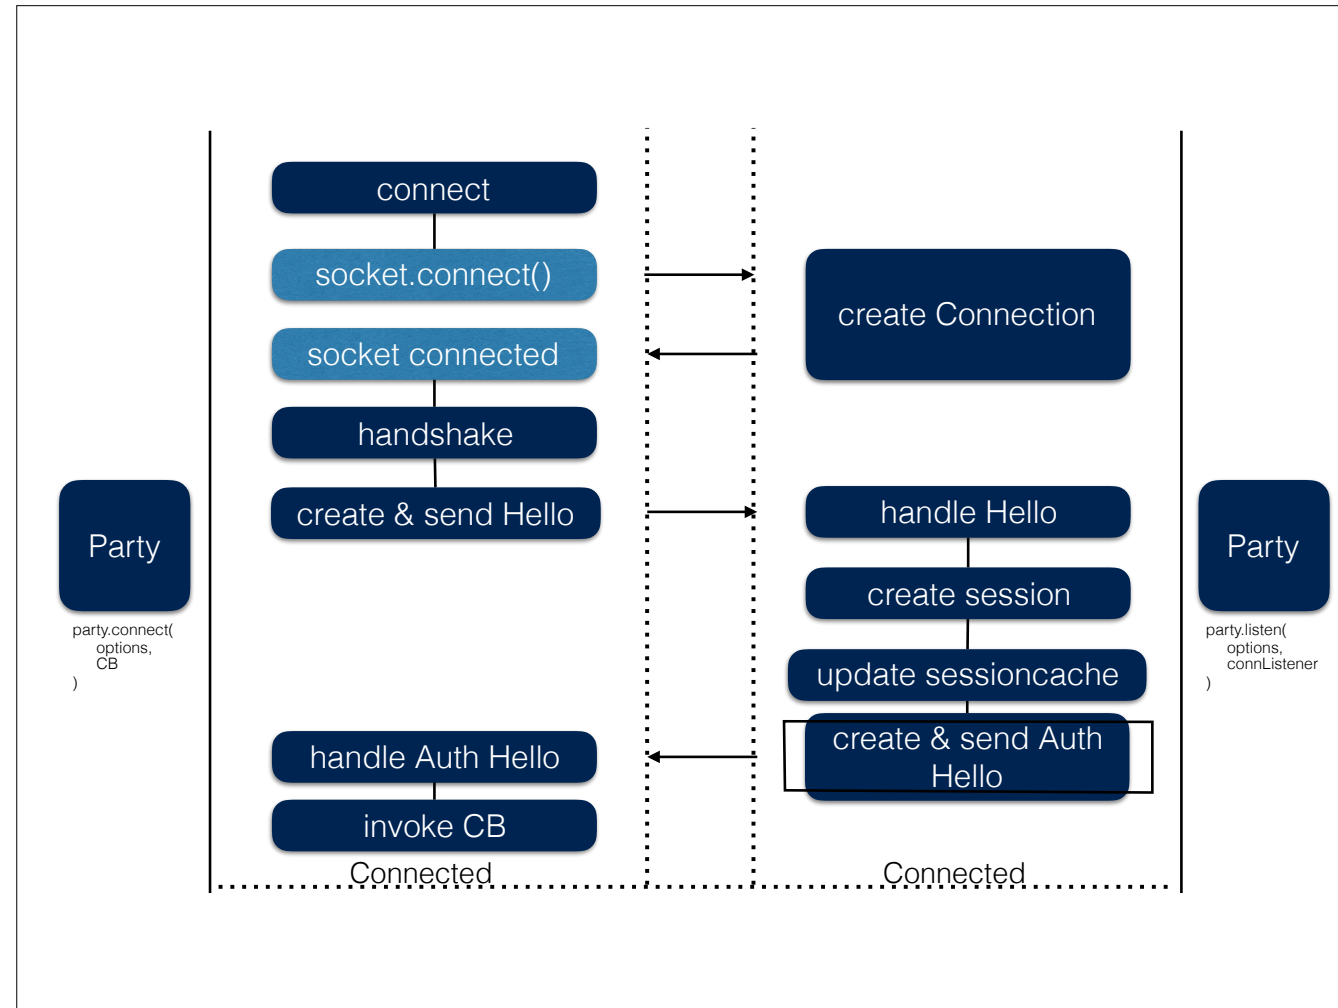 connect
socket.connect()
create Connection
socket connected
handshake
create & send Hello
handle Hello
Party
party.connect(
options,
CB
)
Party
party.listen(
options,
connListener
)
create session
update sessioncache
create & send Auth
Hello
handle Auth Hello
invoke CB
Connected
Connected